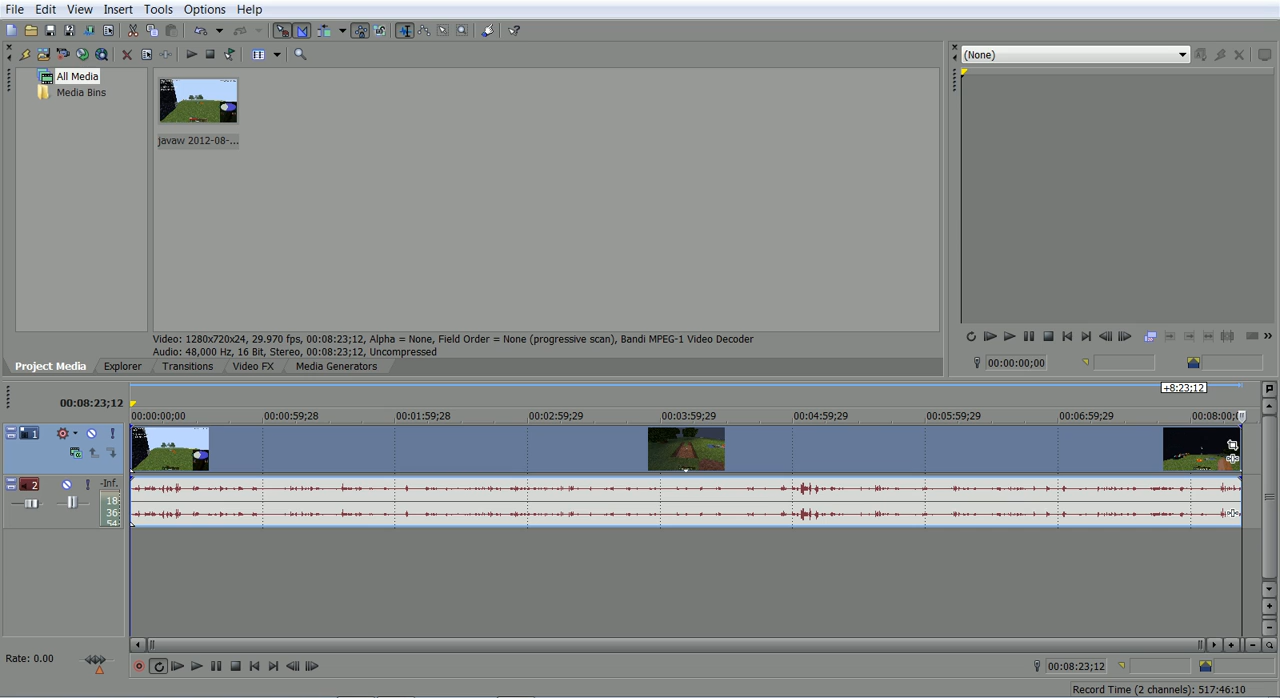 File Edit View Insert Tools Options Help
(None)
All Media
Media Bins
javaw 2012-08-...
Video: 1280x720x24, 29.970 fps, 00:08:23;12, Alpha = None, Field Order = None (progressive scan), Bandi MPEG-1 Video Decoder
Audio: 48,000 Hz, 16 Bit, Stereo, Uncompressed
Project Media Explorer Transitions Video FX Media Generators
00:00:00;00
+8:23;12
00:08:23;12
00:00:00;00 00:00:59;28 00:01:59;28 00:02:59;29 00:03:59;29 00:04:59;29 00:05:59;29 00:06:59;29 00:08:00;
1
2 -Inf.
18
36
54
Rate: 0.00
00:08:23;12
Record Time (2 channels): 517:46:10